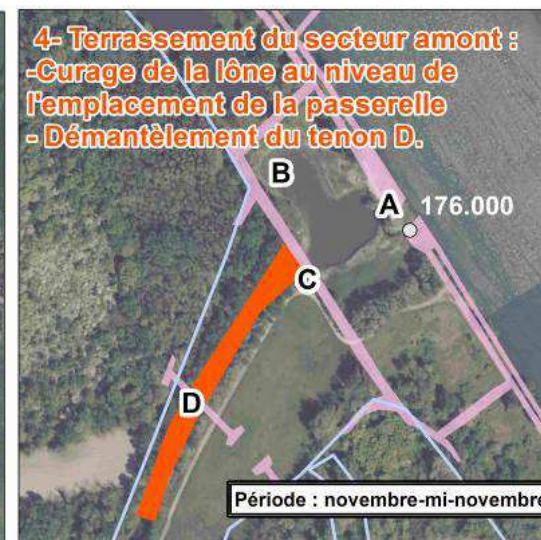 4- Terrassement du secteur amont :
-Curage de la lône au niveau de
l'emplacement de la passerelle
- Démantèlement du tenon D.
B
A 176.000
C
D
Période : novembre-mi-novembre